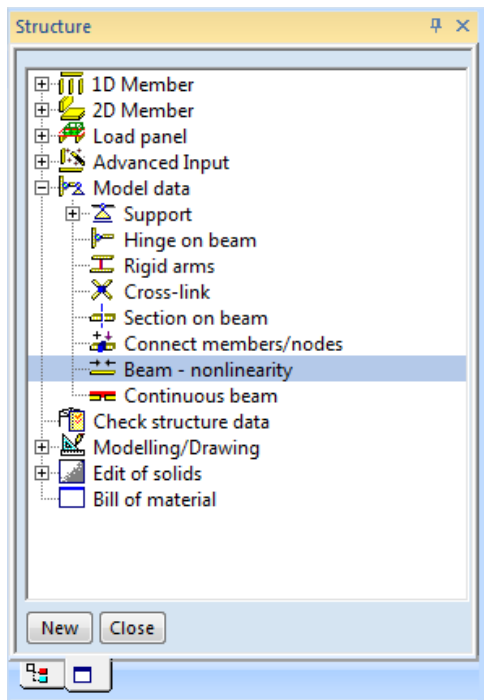 Structure
1D Member
2D Member
Load panel
Advanced Input
Model data
Support
Hinge on beam
Rigid arms
Cross-link
Section on beam
Connect members/nodes
Beam - nonlinearity
Continuous beam
Check structure data
Modelling/Drawing
Edit of solids
Bill of material
New Close